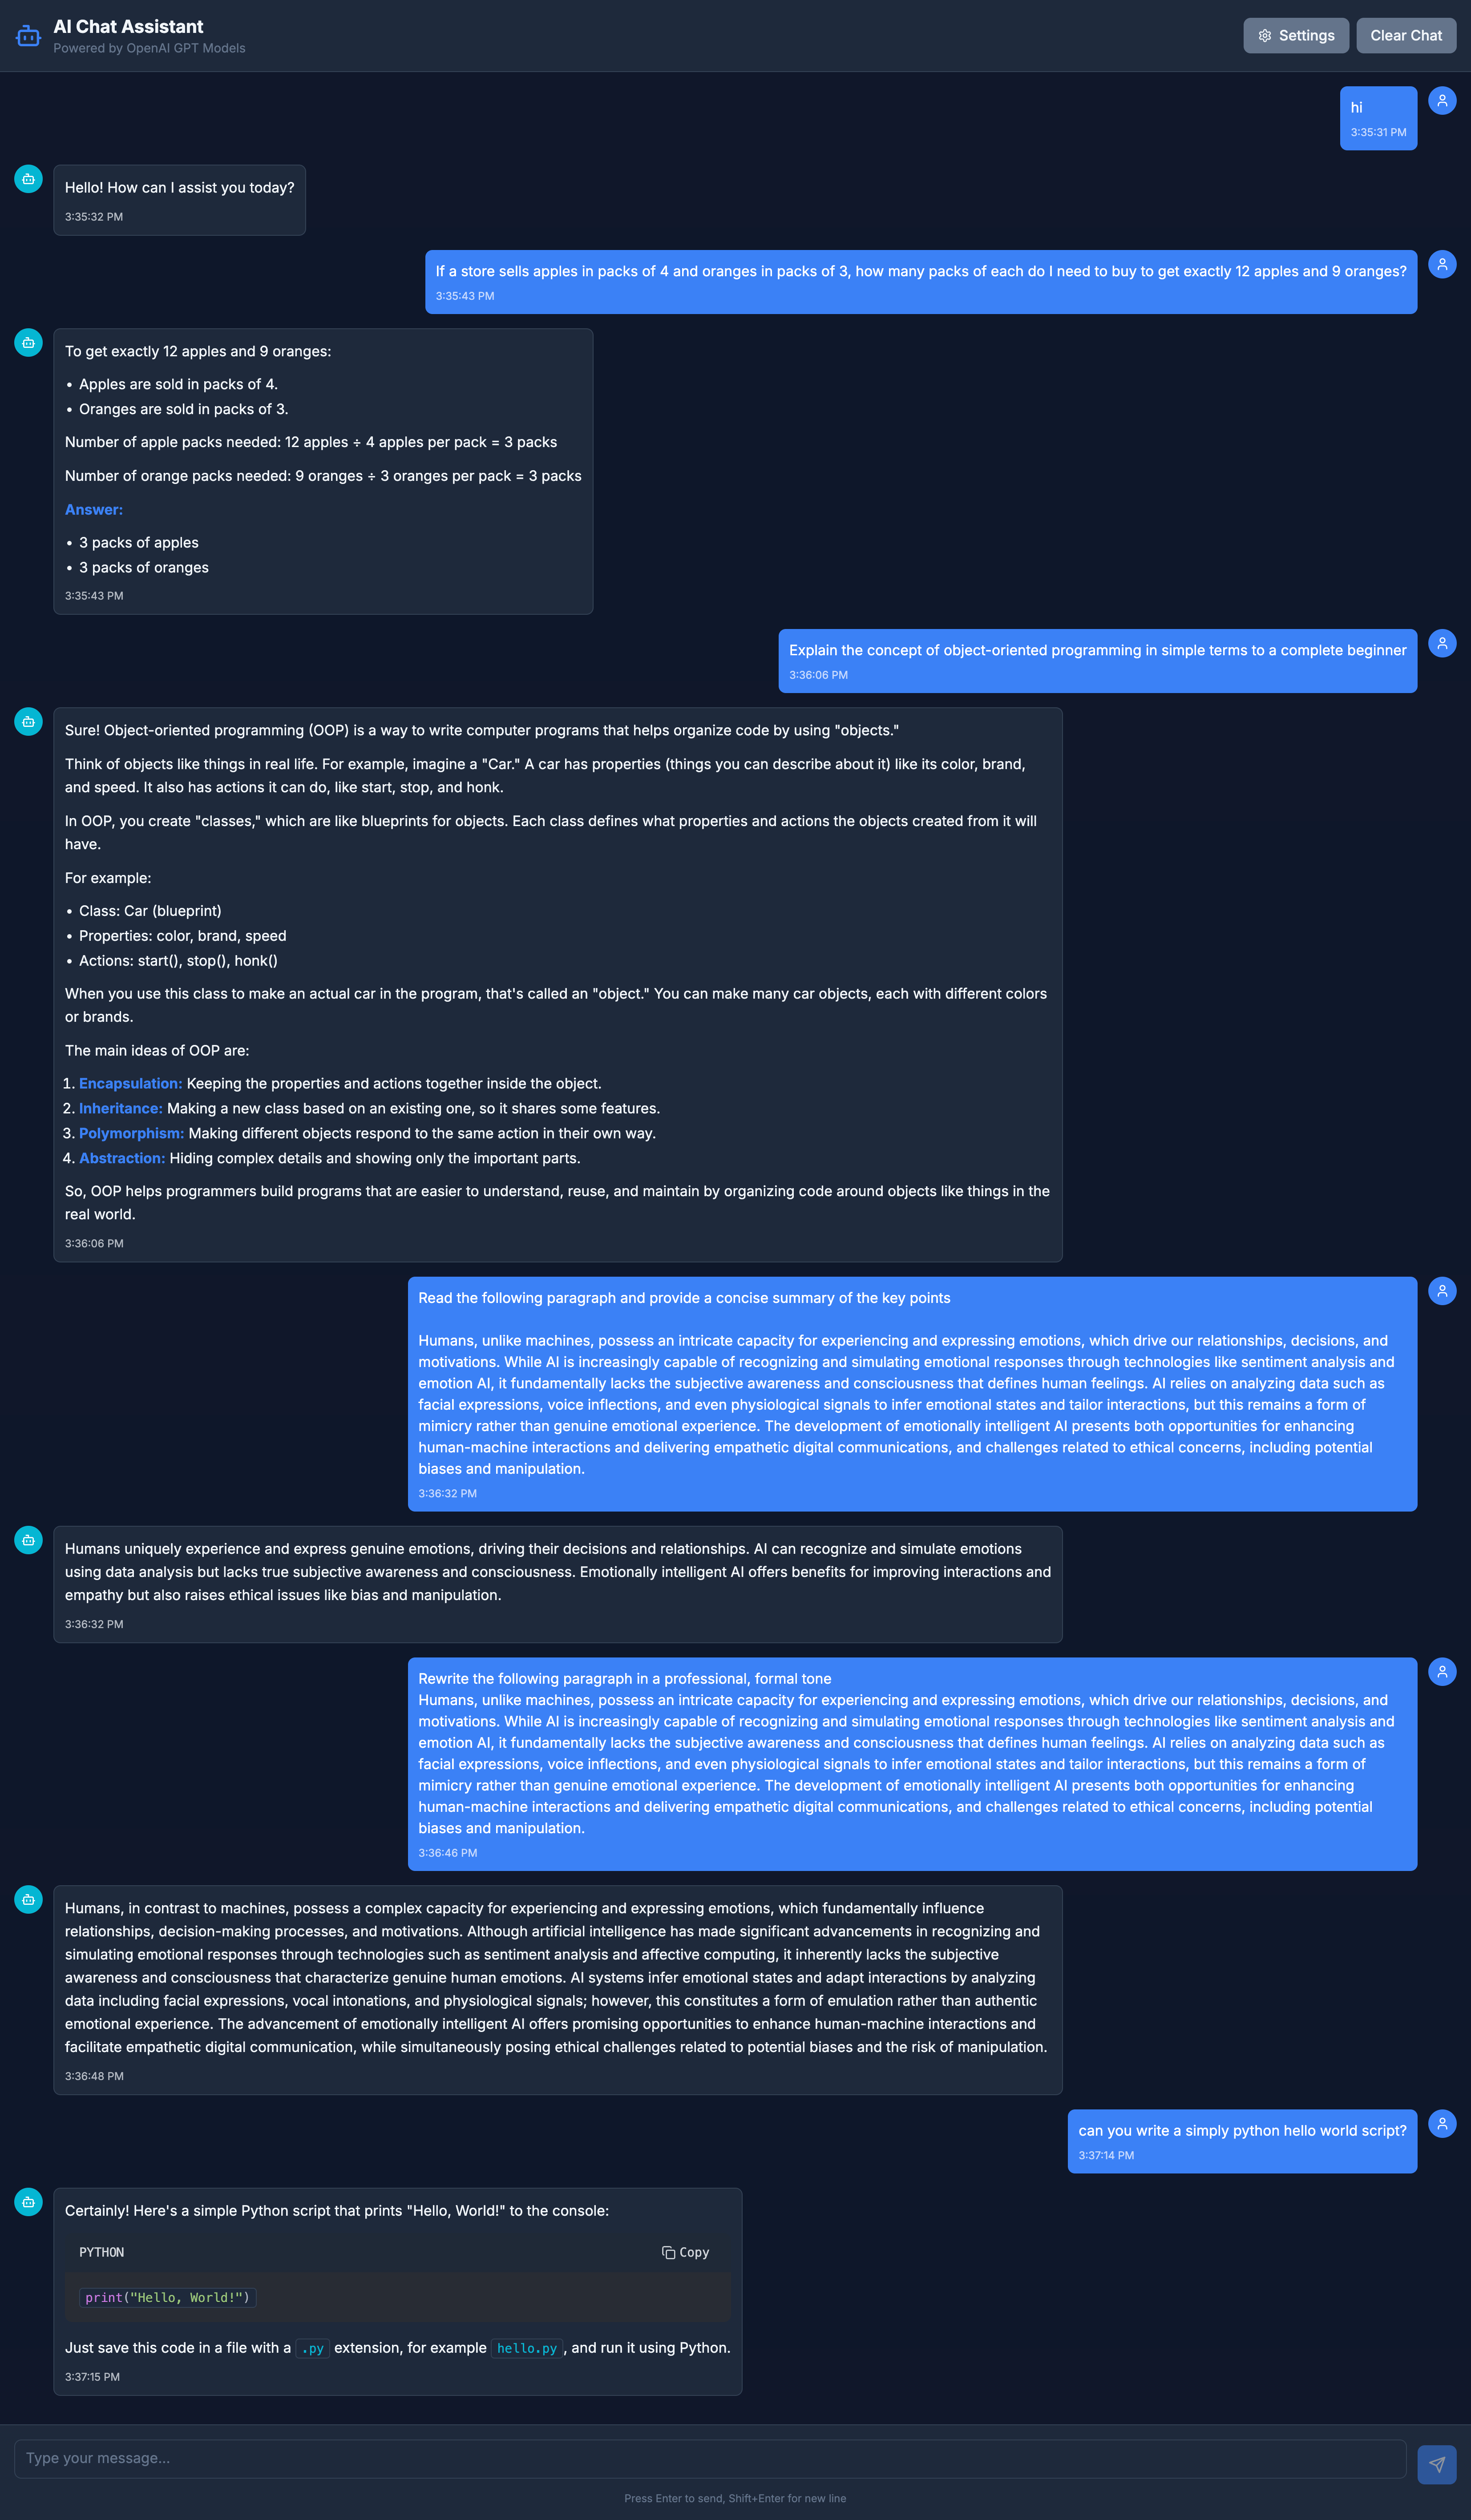 AI Chat Assistant
Powered by OpenAI GPT Models
Settings
Clear Chat
hi
3:35:31 PM
Hello! How can I assist you today?
3:35:32 PM
If a store sells apples in packs of 4 and oranges in packs of 3, how many packs of each do I need to buy to get exactly 12 apples and 9 oranges?
3:35:43 PM
To get exactly 12 apples and 9 oranges:
• Apples are sold in packs of 4.
• Oranges are sold in packs of 3.
Number of apple packs needed: 12 apples ÷ 4 apples per pack = 3 packs
Number of orange packs needed: 9 oranges ÷ 3 oranges per pack = 3 packs
Answer:
• 3 packs of apples
• 3 packs of oranges
3:35:43 PM
Explain the concept of object-oriented programming in simple terms to a complete beginner
3:36:06 PM
Sure! Object-oriented programming (OOP) is a way to write computer programs that helps organize code by using "objects."
Think of objects like things in real life. For example, imagine a "Car." A car has properties (things you can describe about it) like its color, brand,
and speed. It also has actions it can do, like start, stop, and honk.
In OOP, you create "classes," which are like blueprints for objects. Each class defines what properties and actions the objects created from it will
have.
For example:
• Class: Car (blueprint)
• Properties: color, brand, speed
• Actions: start(), stop(), honk()
When you use this class to make an actual car in the program, that's called an "object." You can make many car objects, each with different colors
or brands.
The main ideas of OOP are:
1. Encapsulation: Keeping the properties and actions together inside the object.
2. Inheritance: Making a new class based on an existing one, so it shares some features.
3. Polymorphism: Making different objects respond to the same action in their own way.
4. Abstraction: Hiding complex details and showing only the important parts.
So, OOP helps programmers build programs that are easier to understand, reuse, and maintain by organizing code around objects like things in the
real world.
3:36:06 PM
Read the following paragraph and provide a concise summary of the key points
Humans, unlike machines, possess an intricate capacity for experiencing and expressing emotions, which drive our relationships, decisions, and
motivations. While AI is increasingly capable of recognizing and simulating emotional responses through technologies like sentiment analysis and
emotion AI, it fundamentally lacks the subjective awareness and consciousness that defines human feelings. AI relies on analyzing data such as
facial expressions, voice inflections, and even physiological signals to infer emotional states and tailor interactions, but this remains a form of
mimicry rather than genuine emotional experience. The development of emotionally intelligent AI presents both opportunities for enhancing
human-machine interactions and delivering empathetic digital communications, and challenges related to ethical concerns, including potential
biases and manipulation.
3:36:32 PM
Humans uniquely experience and express genuine emotions, driving their decisions and relationships. AI can recognize and simulate emotions
using data analysis but lacks true subjective awareness and consciousness. Emotionally intelligent AI offers benefits for improving interactions and
empathy but also raises ethical issues like bias and manipulation.
3:36:32 PM
Rewrite the following paragraph in a professional, formal tone
Humans, unlike machines, possess an intricate capacity for experiencing and expressing emotions, which drive our relationships, decisions, and
motivations. While AI is increasingly capable of recognizing and simulating emotional responses through technologies like sentiment analysis and
emotion AI, it fundamentally lacks the subjective awareness and consciousness that defines human feelings. AI relies on analyzing data such as
facial expressions, voice inflections, and even physiological signals to infer emotional states and tailor interactions, but this remains a form of
mimicry rather than genuine emotional experience. The development of emotionally intelligent AI presents both opportunities for enhancing
human-machine interactions and delivering empathetic digital communications, and challenges related to ethical concerns, including potential
biases and manipulation.
3:36:46 PM
Humans, in contrast to machines, possess a complex capacity for experiencing and expressing emotions, which fundamentally influence
relationships, decision-making processes, and motivations. Although artificial intelligence has made significant advancements in recognizing and
simulating emotional responses through technologies such as sentiment analysis and affective computing, it inherently lacks the subjective
awareness and consciousness that characterize genuine human emotions. AI systems infer emotional states and adapt interactions by analyzing
data including facial expressions, vocal intonations, and physiological signals; however, this constitutes a form of emulation rather than authentic
emotional experience. The advancement of emotionally intelligent AI offers promising opportunities to enhance human-machine interactions and
facilitate empathetic digital communication, while simultaneously posing ethical challenges related to potential biases and the risk of manipulation.
3:36:48 PM
can you write a simply python hello world script?
3:37:14 PM
Certainly! Here's a simple Python script that prints "Hello, World!" to the console:
PYTHON
Copy
print("Hello, World!")
Just save this code in a file with a .py extension, for example hello.py, and run it using Python.
3:37:15 PM
Type your message...
Press Enter to send, Shift+Enter for new line